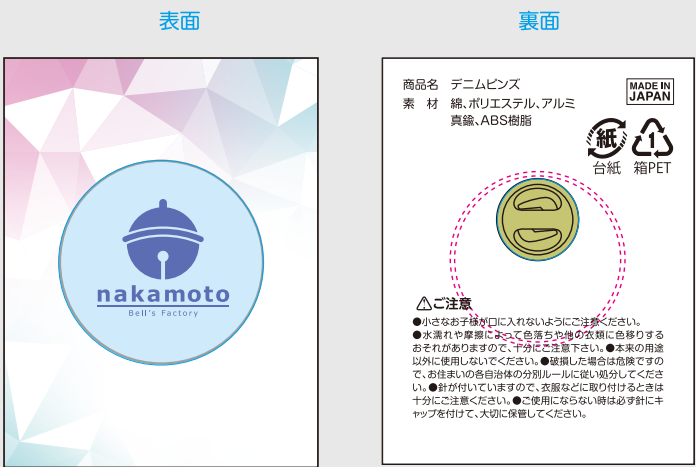 表面
裏面
nakamoto
Bell's Factory
商品名 デニムピンズ
素 材 綿、ポリエステル、アルミ
真鍮、ABS樹脂
MADE IN
JAPAN
紙
1
台紙 箱PET
ご注意
●小さなお子様が口に入れないようにご注意ください。
●水濡れや摩擦によって色落ちや他の衣類に色移りする
おそれがありますので、十分にご注意下さい。●本来の用途
以外に使用しないでください。●破損した場合は危険ですの
で、お住まいの各自治体の分別ルールに従い処分してくださ
い。●針が付いていますので、衣服などに取り付けるときは
十分にご注意ください。●ご使用にならない時は必ず針にキ
ャップを付けて、大切に保管してください。